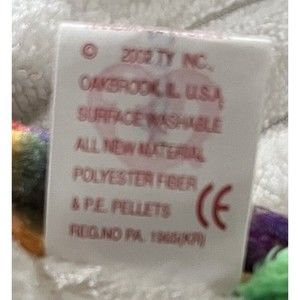 © 2002 TY INC.,
OAKBROOK, IL U.S.A.
SURFACE WASHABLE
ALL NEW MATERIAL
POLYESTER FIBER
& P.E. PELLETS CE
REG.NO PA. 1965(KR)